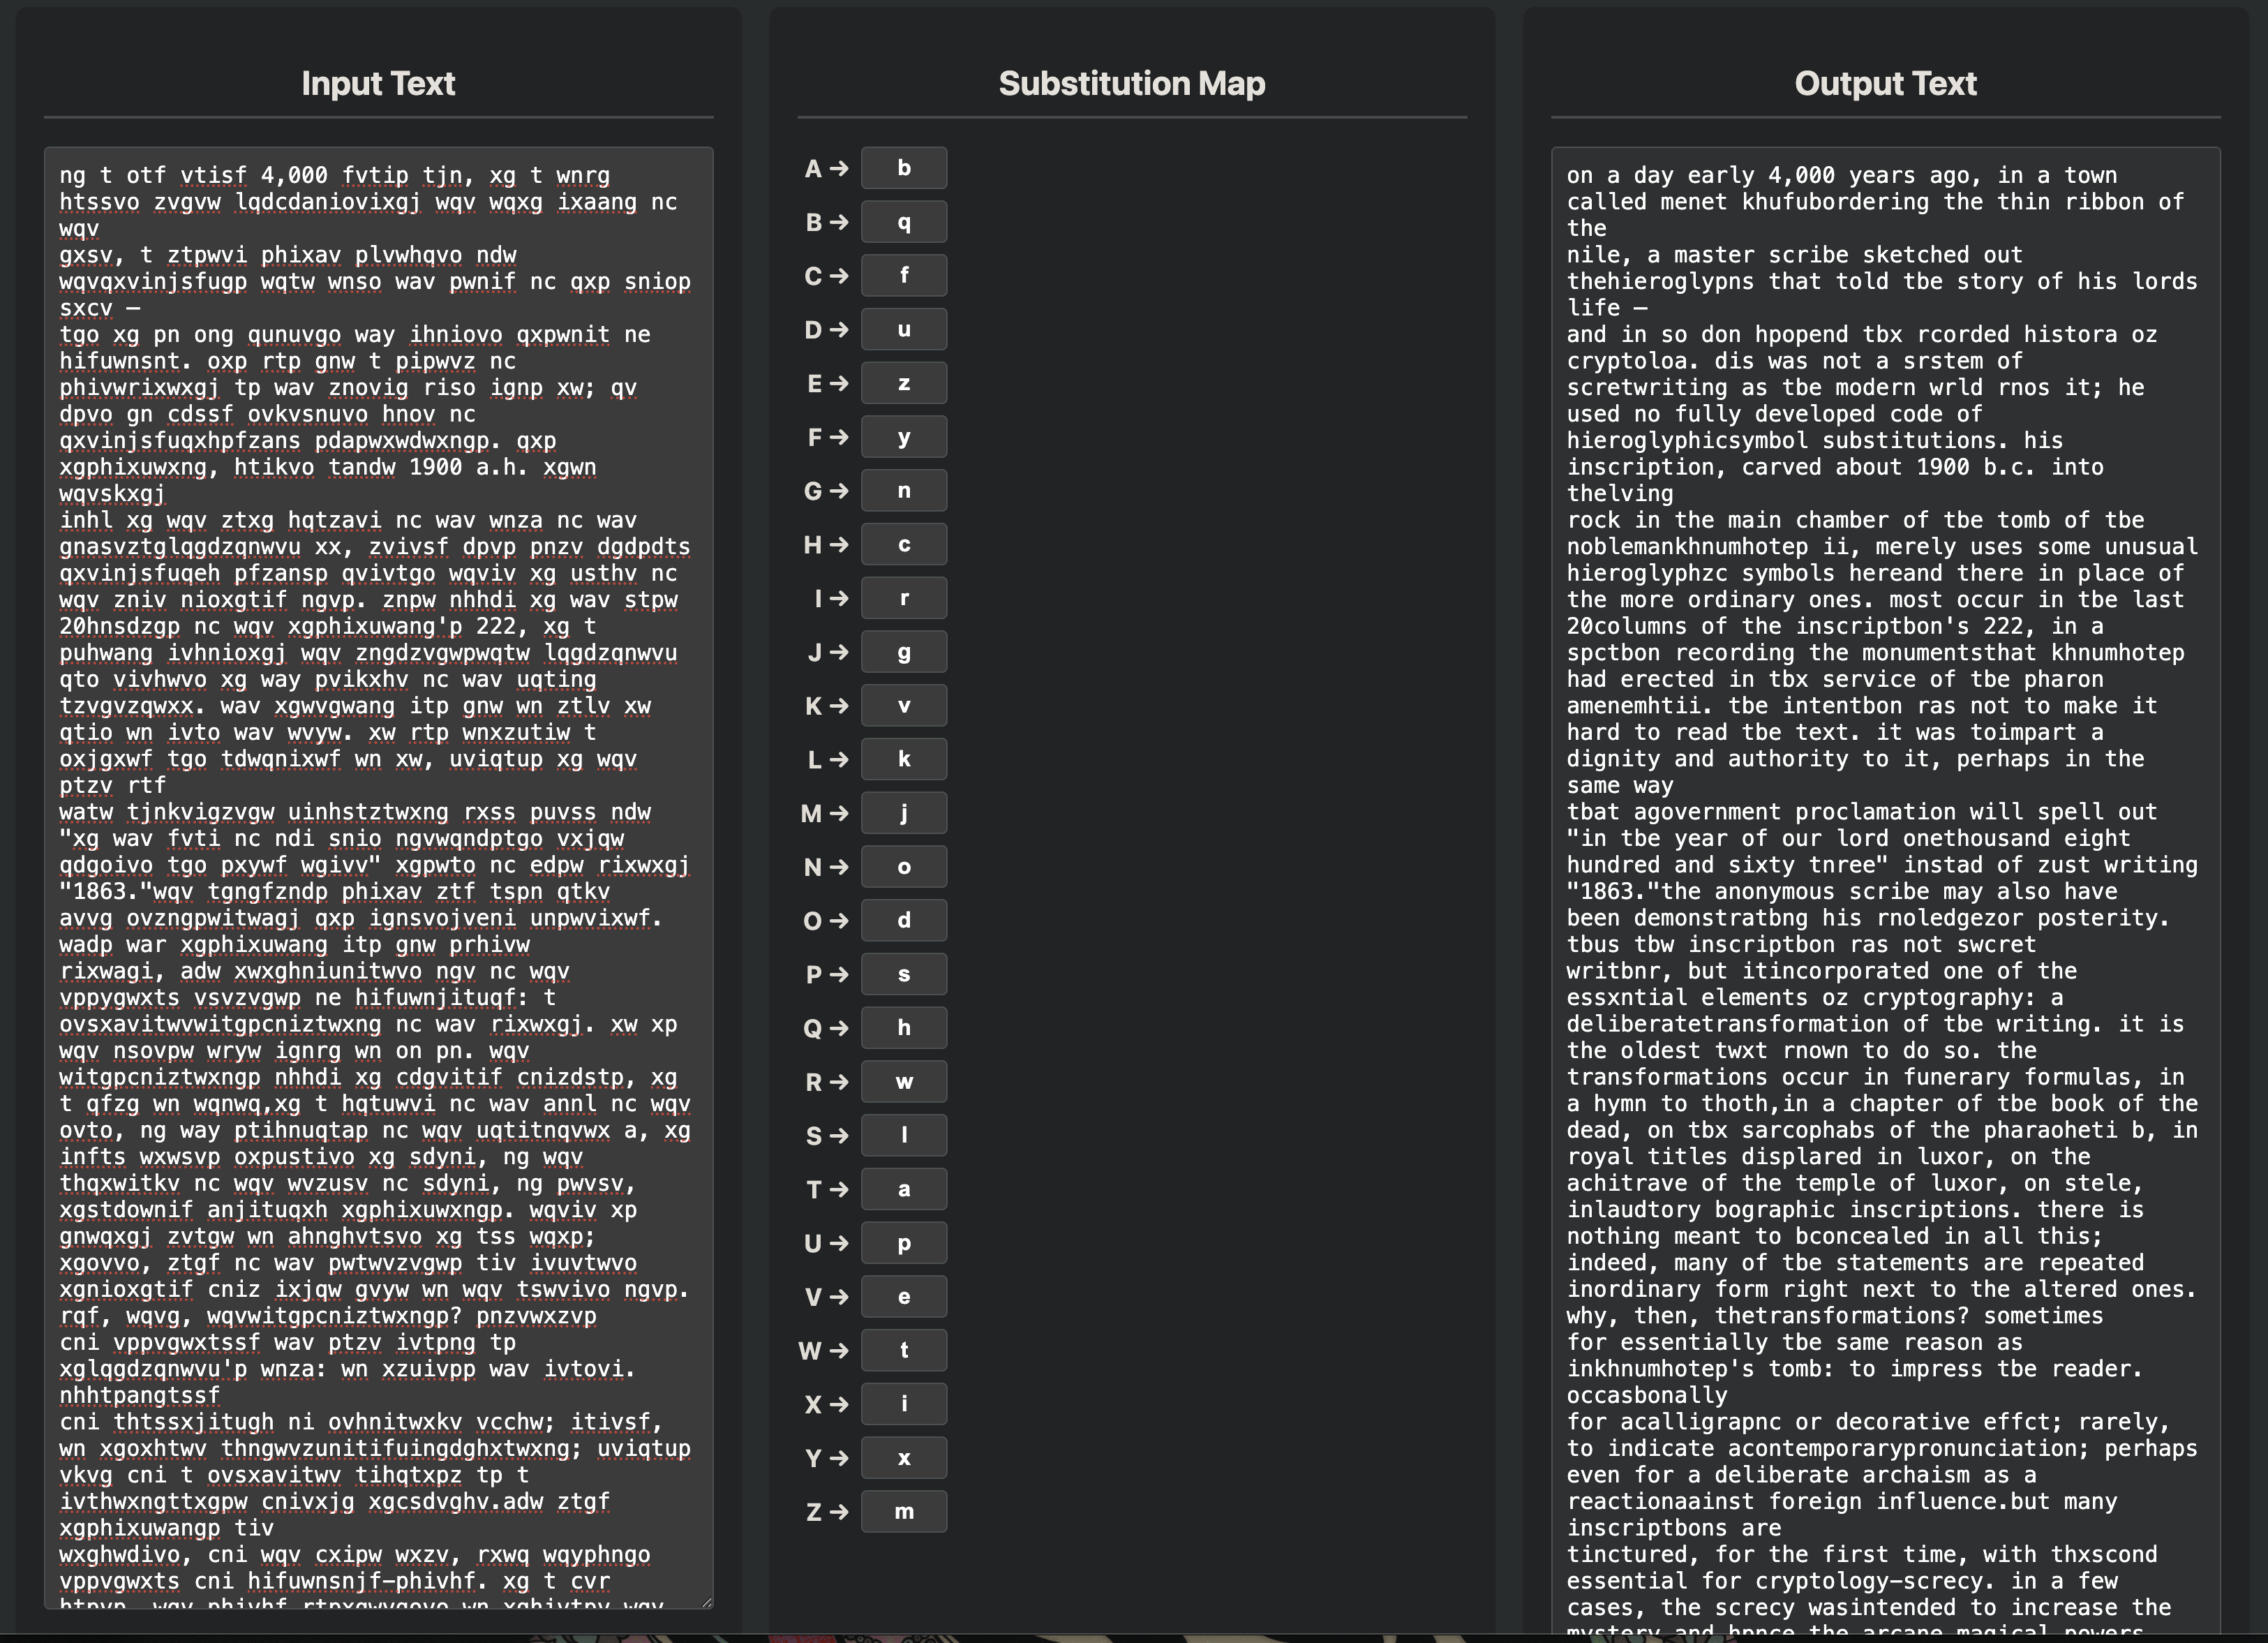 Input Text
ng t otf vtisf 4,000 fvtip tjn, xg t wnrg
htssvo zvgvw lqdcdaniovixgj wqv wqxg ixaang nc
wqv
gxsv, t ztpwvi phixav plvwhqvo ndw
wqvqxvinjsfugp wqtw wnso wav pwnif nc qxp sniop
sxcv —
tgo xg pn ong qunuvgo way ihniovo qxpwnit ne
hifuwnsnt. oxp rtp gnw t pipwvz nc
phivwrixwxgj tp wav znovig riso ignp xw; qv
dpvo gn cdssf ovkvsnuvo hnov nc
qxvinjsfuqxhpfzans pdapwxwdwxngp. qxp
xgphixuwxng, htikvo tandw 1900 a.h. xgwn
wqvskxgj
inhl xg wqv ztxg hqtzavi nc wav wnza nc wav
gnasvztglqgdzqnwvu xx, zvivsf dpvp pnzv dgdpdts
qxvinjsfuqeh pfzansp qvivtgo wqviv xg usthv nc
wqv zniv nioxgtif ngvp. znpw nhhdi xg wav stpw
20hnsdzgp nc wqv xgphixuwang'p 222, xg t
puhwang ivhnioxgj wqv zngdzvgwpwqtw lqgdzqnwvu
qto vivhwvo xg way pvikxhv nc wav uqting
tzvgvzqwxx. wav xgwvgwang itp gnw wn ztlv xw
qtio wn ivto wav wvyw. xw rtp wnxzutiw t
oxjgxwf tgo tdwqnixwf wn xw, uviqtup xg wqv
ptzv rtf
watw tjnkvigzvgw uinhstztwxng rxss puvss ndw
"xg wav fvti nc ndi snio ngvwqndptgo vxjqw
qdgoivo tgo pxywf wgivv" xgpwto nc edpw rixwxgj
"1863."wqv tgngfzndp phixav ztf tspn qtkv
avvg ovzngpwitwagj qxp ignsvojveni unpwvixwf.
wadp war xgphixuwang itp gnw prhivw
rixwagi, adw xwxghniunitwvo ngv nc wqv
vppygwxts vsvzvgwp ne hifuwnjituqf: t
ovsxavitwvwitgpcniztwxng nc wav rixwxgj. xw xp
wqv nsovpw wryw ignrg wn on pn. wqv
witgpcniztwxngp nhhdi xg cdgvitif cnizdstp, xg
t qfzg wn wqnwq,xg t hqtuwvi nc wav annl nc wqv
ovto, ng way ptihnuqtap nc wqv uqtitnqvwx a, xg
infts wxwsvp oxpustivo xg sdyni, ng wqv
thqxwitkv nc wqv wvzusv nc sdyni, ng pwvsv,
xgstdownif anjituqxh xgphixuwxngp. wqviv xp
gnwqxgj zvtgw wn ahnghvtsvo xg tss wqxp;
xgovvo, ztgf nc wav pwtwvzvgwp tiv ivuvtwvo
xgnioxgtif cniz ixjqw gvyw wn wqv tswvivo ngvp.
rqf, wqvg, wqvwitgpcniztwxngp? pnzvwxzvp
cni vppvgwxtssf wav ptzv ivtpng tp
xglqgdzqnwvu'p wnza: wn xzuivpp wav ivtovi.
nhhtpangtssf
cni thtssxjitugh ni ovhnitwxkv vcchw; itivsf,
wn xgoxhtwv thngwvzunitifuingdghxtwxng; uviqtup
vkvg cni t ovsxavitwv tihqtxpz tp t
ivthwxngttxgpw cnivxjg xgcsdvghv.adw ztgf
xgphixuwangp tiv
wxghwdivo, cni wqv cxipw wxzv, rxwq wqyphngo
vppvgwxts cni hifuwnsnjf—phivhf. xg t cvr
htpvp, wqv phivhf rtpxgwvgovo wn xghivtpv wqv
Substitution Map
A → b
B → q
C → f
D → u
E → z
F → y
G → n
H → c
I → r
J → g
K → v
L → k
M → j
N → o
O → d
P → s
Q → h
R → w
S → l
T → a
U → p
V → e
W → t
X → i
Y → x
Z → m
Output Text
on a day early 4,000 years ago, in a town
called menet khufubordering the thin ribbon of
the
nile, a master scribe sketched out
thehieroglypns that told tbe story of his lords
life —
and in so don hpopend tbx rcorded histora oz
cryptoloa. dis was not a srstem of
scretwriting as tbe modern wrld rnos it; he
used no fully developed code of
hieroglyphicsymbol substitutions. his
inscription, carved about 1900 b.c. into
thelving
rock in the main chamber of tbe tomb of tbe
noblemankhnumhotep ii, merely uses some unusual
hieroglyphzc symbols hereand there in place of
the more ordinary ones. most occur in tbe last
20columns of the inscriptbon's 222, in a
spctbon recording the monumentsthat khnumhotep
had erected in tbx service of tbe pharon
amenemhtii. tbe intentbon ras not to make it
hard to read tbe text. it was toimpart a
dignity and authority to it, perhaps in the
same way
tbat agovernment proclamation will spell out
"in tbe year of our lord onethousand eight
hundred and sixty tnree" instad of zust writing
"1863."the anonymous scribe may also have
been demonstratbng his rnoledgezor posterity.
tbus tbw inscriptbon ras not swcret
writbnr, but itincorporated one of the
essxntial elements oz cryptography: a
deliberatetransformation of tbe writing. it is
the oldest twxt rnown to do so. the
transformations occur in funerary formulas, in
a hymn to thoth,in a chapter of tbe book of the
dead, on tbx sarcophabs of the pharaoheti b, in
royal titles displared in luxor, on the
achitrave of the temple of luxor, on stele,
inlaudtory bographic inscriptions. there is
nothing meant to bconcealed in all this;
indeed, many of tbe statements are repeated
inordinary form right next to the altered ones.
why, then, thetransformations? sometimes
for essentially tbe same reason as
inkhnumhotep's tomb: to impress tbe reader.
occasbonally
for acalligrapnc or decorative effct; rarely,
to indicate acontemporarypronunciation; perhaps
even for a deliberate archaism as a
reactionaainst foreign influence.but many
inscriptbons are
tinctured, for the first time, with thxscond
essential for cryptology—screcy. in a few
cases, the screcy wasintended to increase the
mystery and hpnce the arcane magical powers